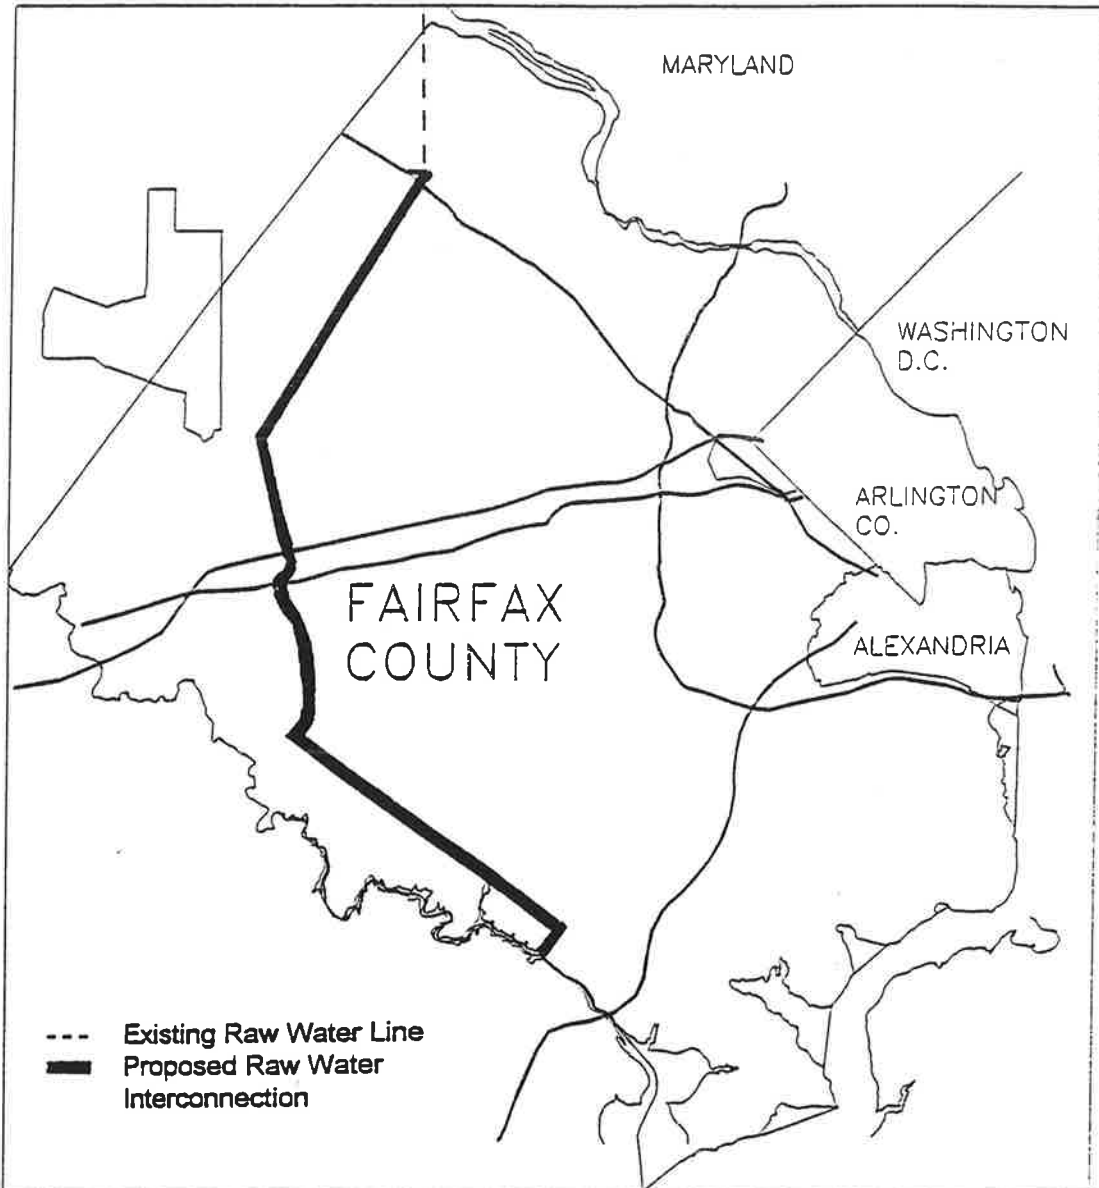 MARYLAND
WASHINGTON
D.C.
ARLINGTON
CO.
FAIRFAX
COUNTY
ALEXANDRIA
Existing Raw Water Line
Proposed Raw Water
Interconnection